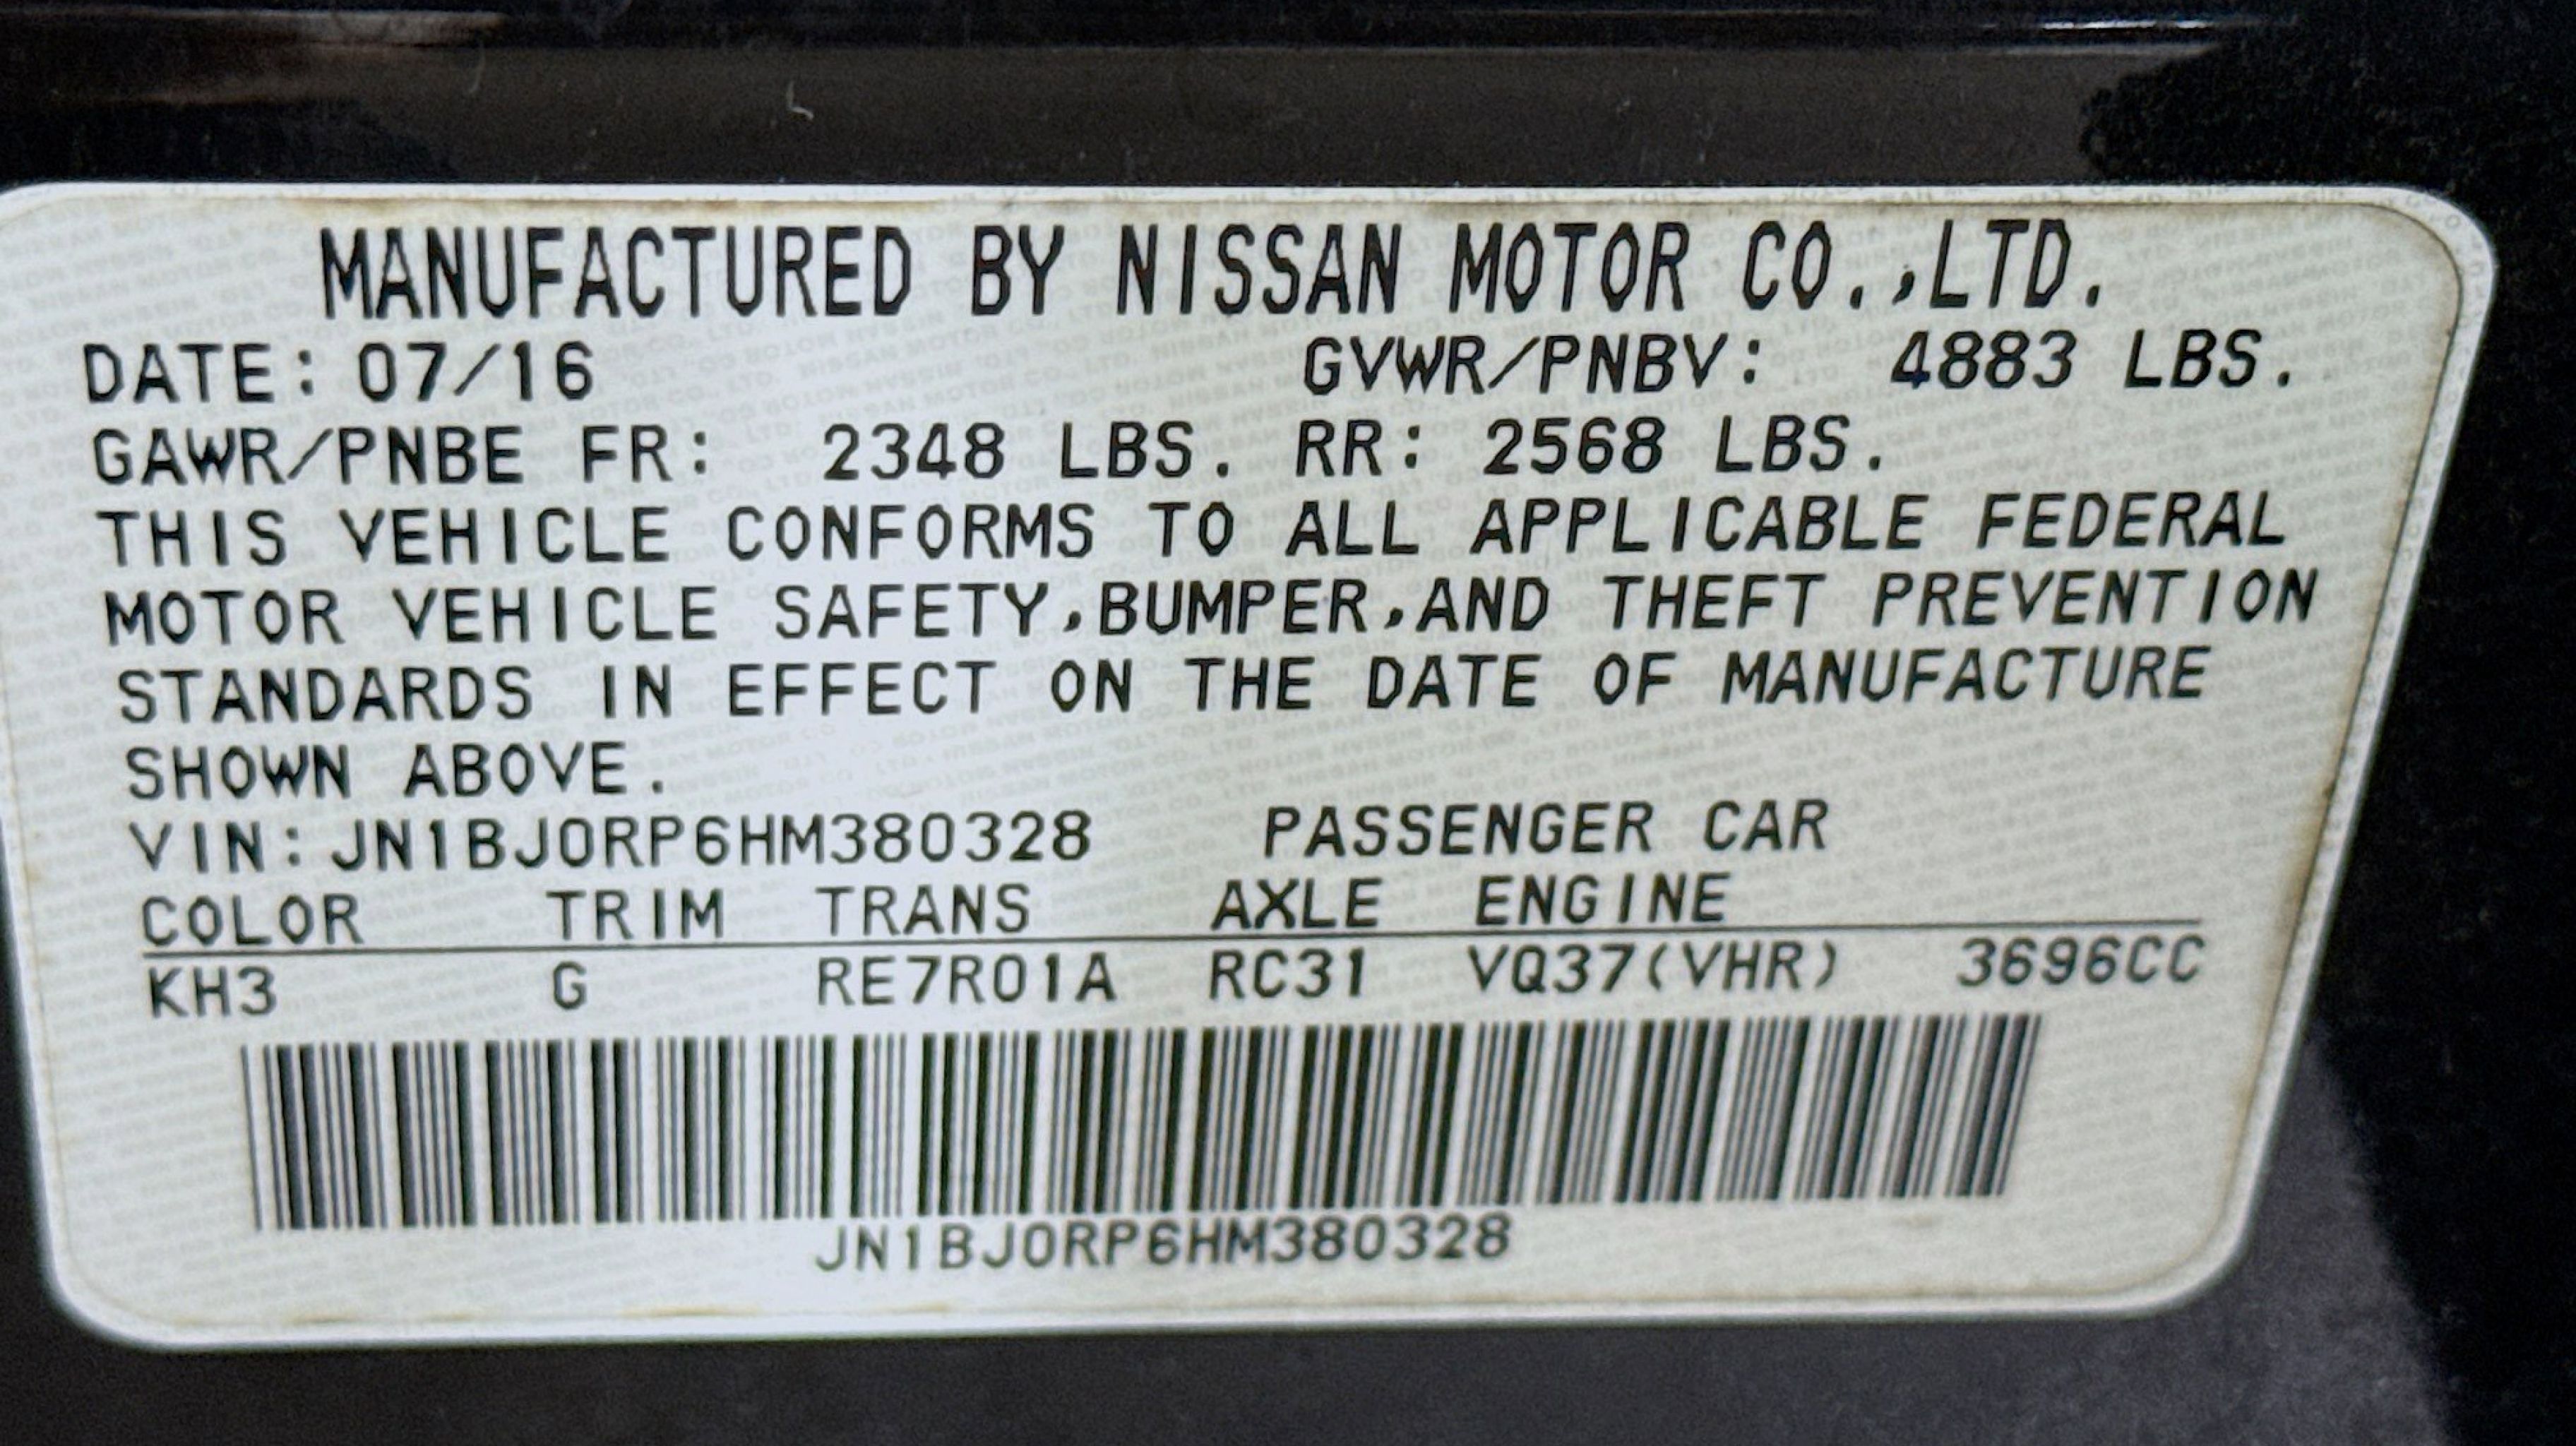 MANUFACTURED BY NISSAN MOTOR CO.,LTD.
DATE: 07/16 GVWR/PNBV: 4883 LBS.
GAWR/PNBE FR: 2348 LBS. RR: 2568 LBS.
THIS VEHICLE CONFORMS TO ALL APPLICABLE FEDERAL
MOTOR VEHICLE SAFETY,BUMPER,AND THEFT PREVENTION
STANDARDS IN EFFECT ON THE DATE OF MANUFACTURE
SHOWN ABOVE.
VIN:JN1BJ0RP6HM380328 PASSENGER CAR
COLOR TRIM TRANS AXLE ENGINE
KH3 G RE7R01A RC31 VQ37(VHR) 3696CC
JN1BJ0RP6HM380328